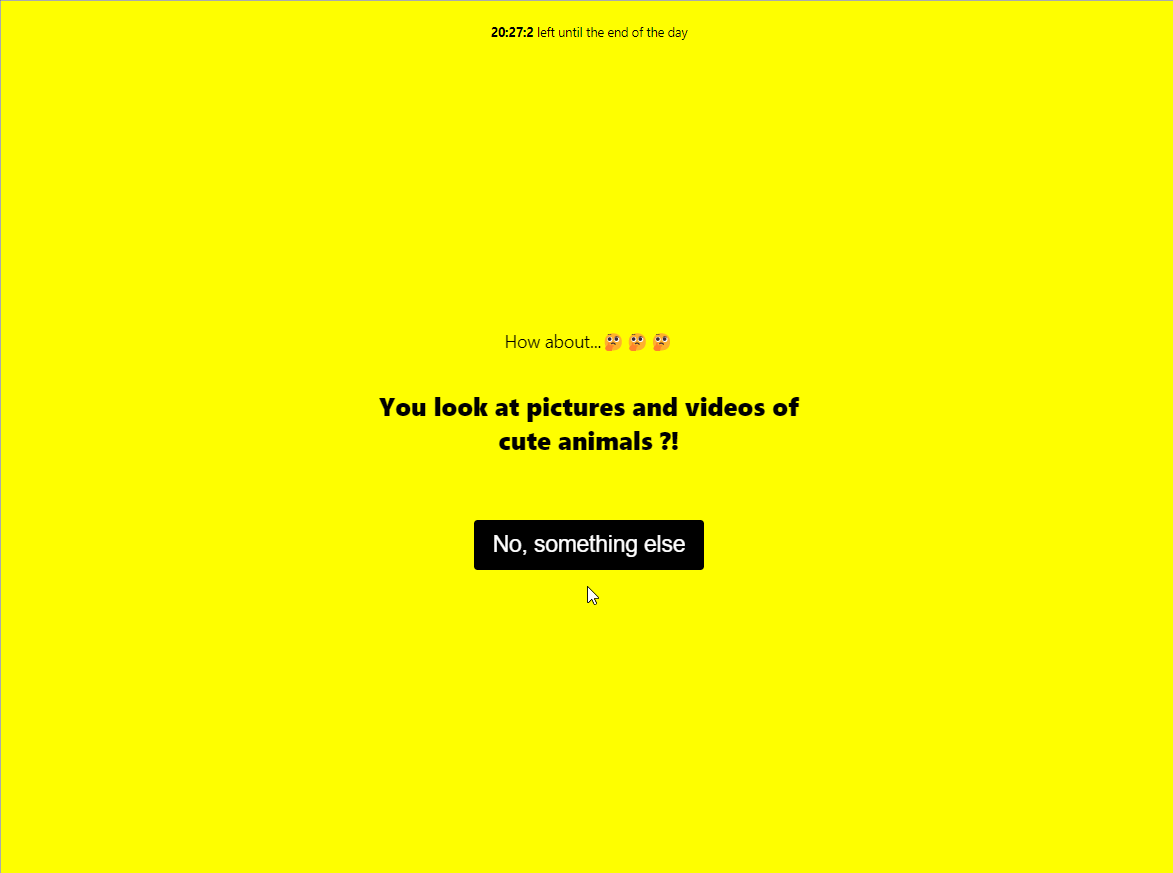 20:27:2 left until the end of the day
How about...🤔 🤔 🤔
You look at pictures and videos of
cute animals ?!
No, something else